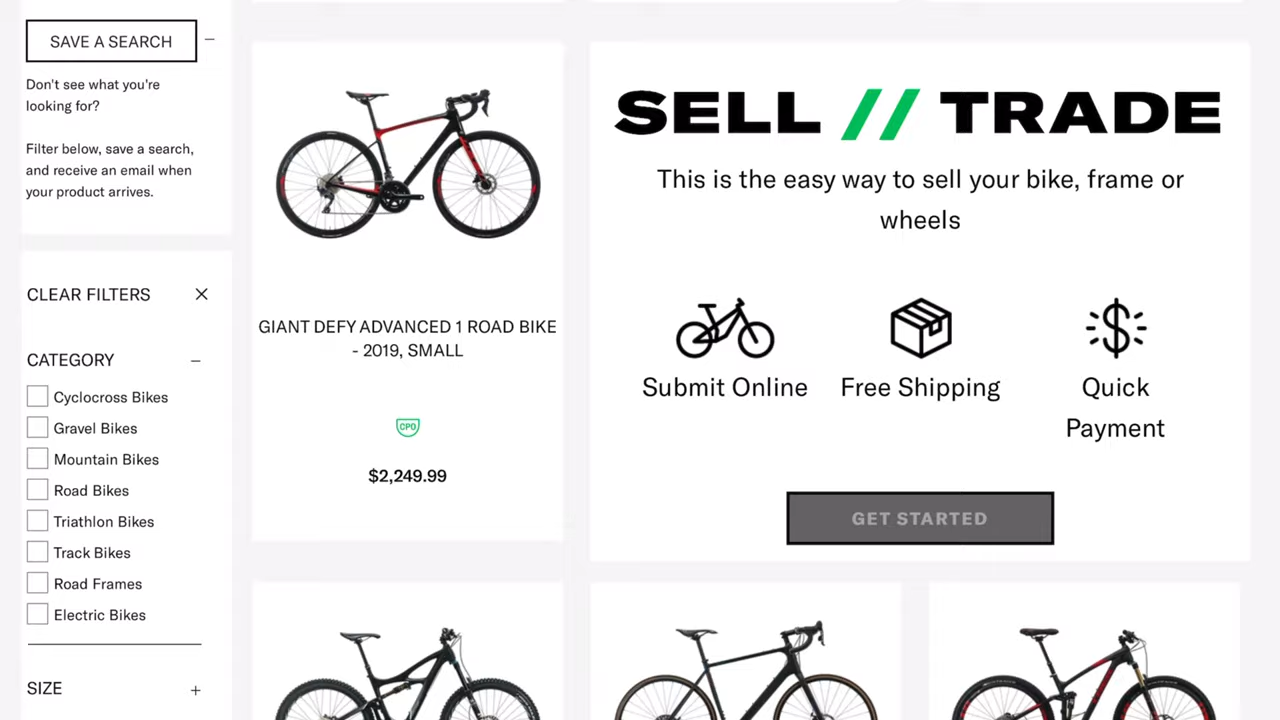 SAVE A SEARCH
Don't see what you're
looking for?
Filter below, save a search,
and receive an email when
your product arrives.
CLEAR FILTERS
CATEGORY
Cyclocross Bikes
Gravel Bikes
Mountain Bikes
Road Bikes
Triathlon Bikes
Track Bikes
Road Frames
Electric Bikes
SIZE
GIANT DEFY ADVANCED 1 ROAD BIKE
- 2019, SMALL
CPO
$2,249.99
SELL // TRADE
This is the easy way to sell your bike, frame or
wheels
Submit Online
Free Shipping
Quick
Payment
GET STARTED